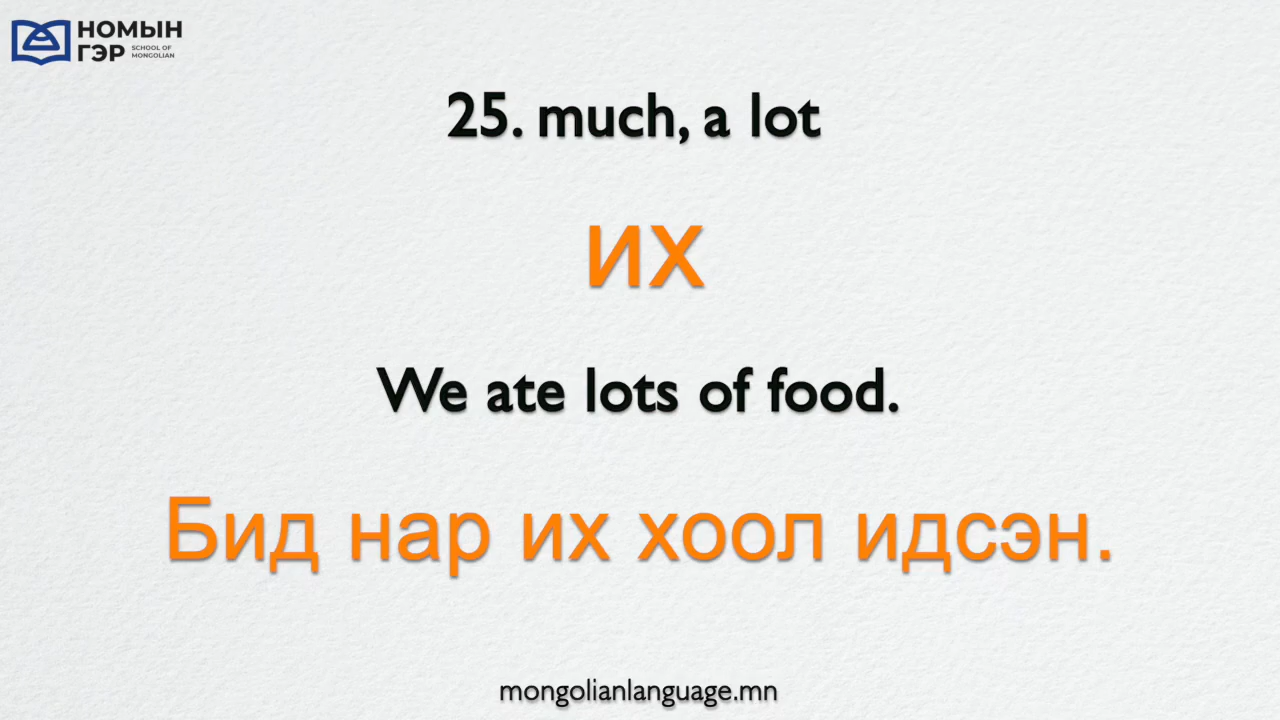 НОМЫН
ГЭР SCHOOL OF
MONGOLIAN
25. much, a lot
их
We ate lots of food.
Бид нар их хоол идсэн.
mongolianlanguage.mn